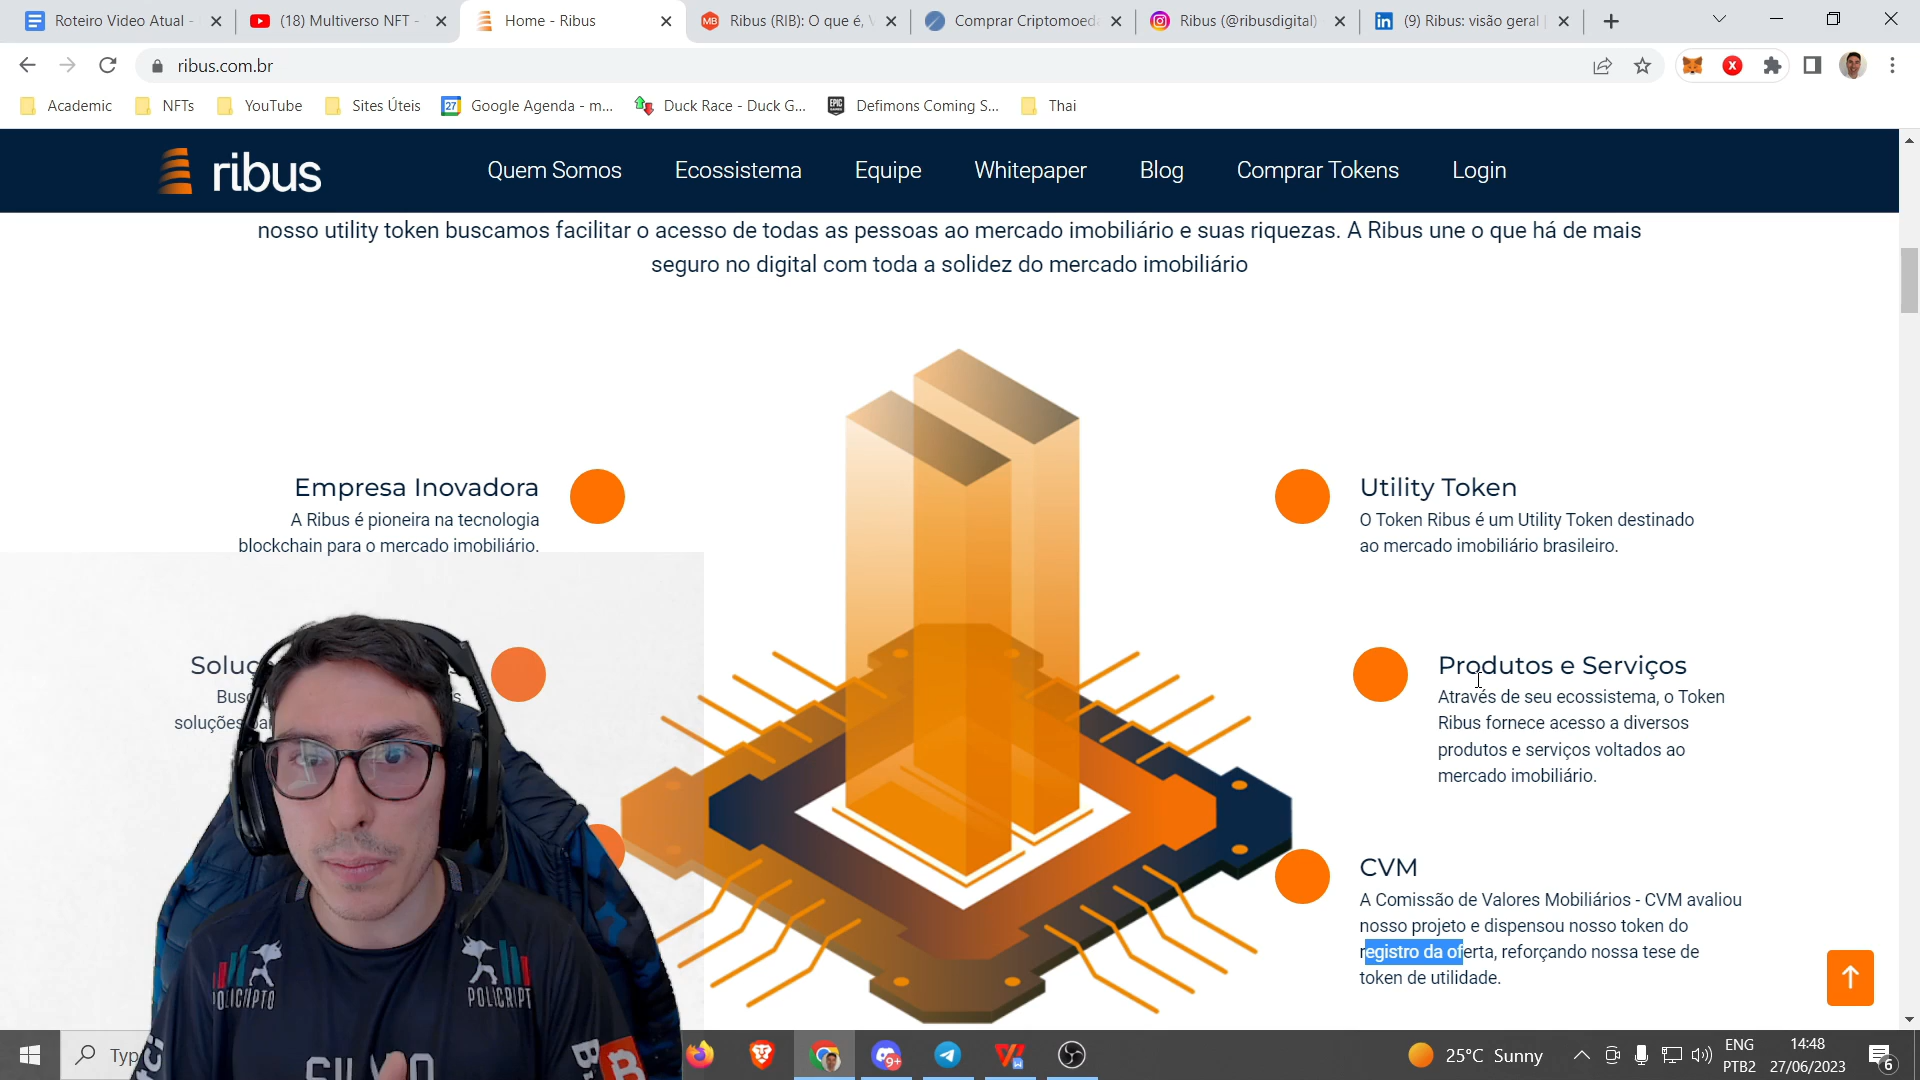 Roteiro Video Atual -
(18) Multiverso NFT -
Home - Ribus
Ribus (RIB): O que é,
Comprar Criptomoed
Ribus (@ribusdigital)
(9) Ribus: visão geral |
ribus.com.br
Academic
NFTs
YouTube
Sites Úteis
Google Agenda - m...
Duck Race - Duck G...
Defimons Coming S...
Thai
ribus
Quem Somos
Ecossistema
Equipe
Whitepaper
Blog
Comprar Tokens
Login
nosso utility token buscamos facilitar o acesso de todas as pessoas ao mercado imobiliário e suas riquezas. A Ribus une o que há de mais
seguro no digital com toda a solidez do mercado imobiliário
Empresa Inovadora
A Ribus é pioneira na tecnologia
blockchain para o mercado imobiliário.
Utility Token
O Token Ribus é um Utility Token destinado
ao mercado imobiliário brasileiro.
Produtos e Serviços
Através de seu ecossistema, o Token
Ribus fornece acesso a diversos
produtos e serviços voltados ao
mercado imobiliário.
soluções
CVM
A Comissão de Valores Mobiliários - CVM avaliou
nosso projeto e dispensou nosso token do
registro da oferta, reforçando nossa tese de
token de utilidade.
Typ
25°C Sunny
ENG
PTB2
14:48
27/06/2023
6